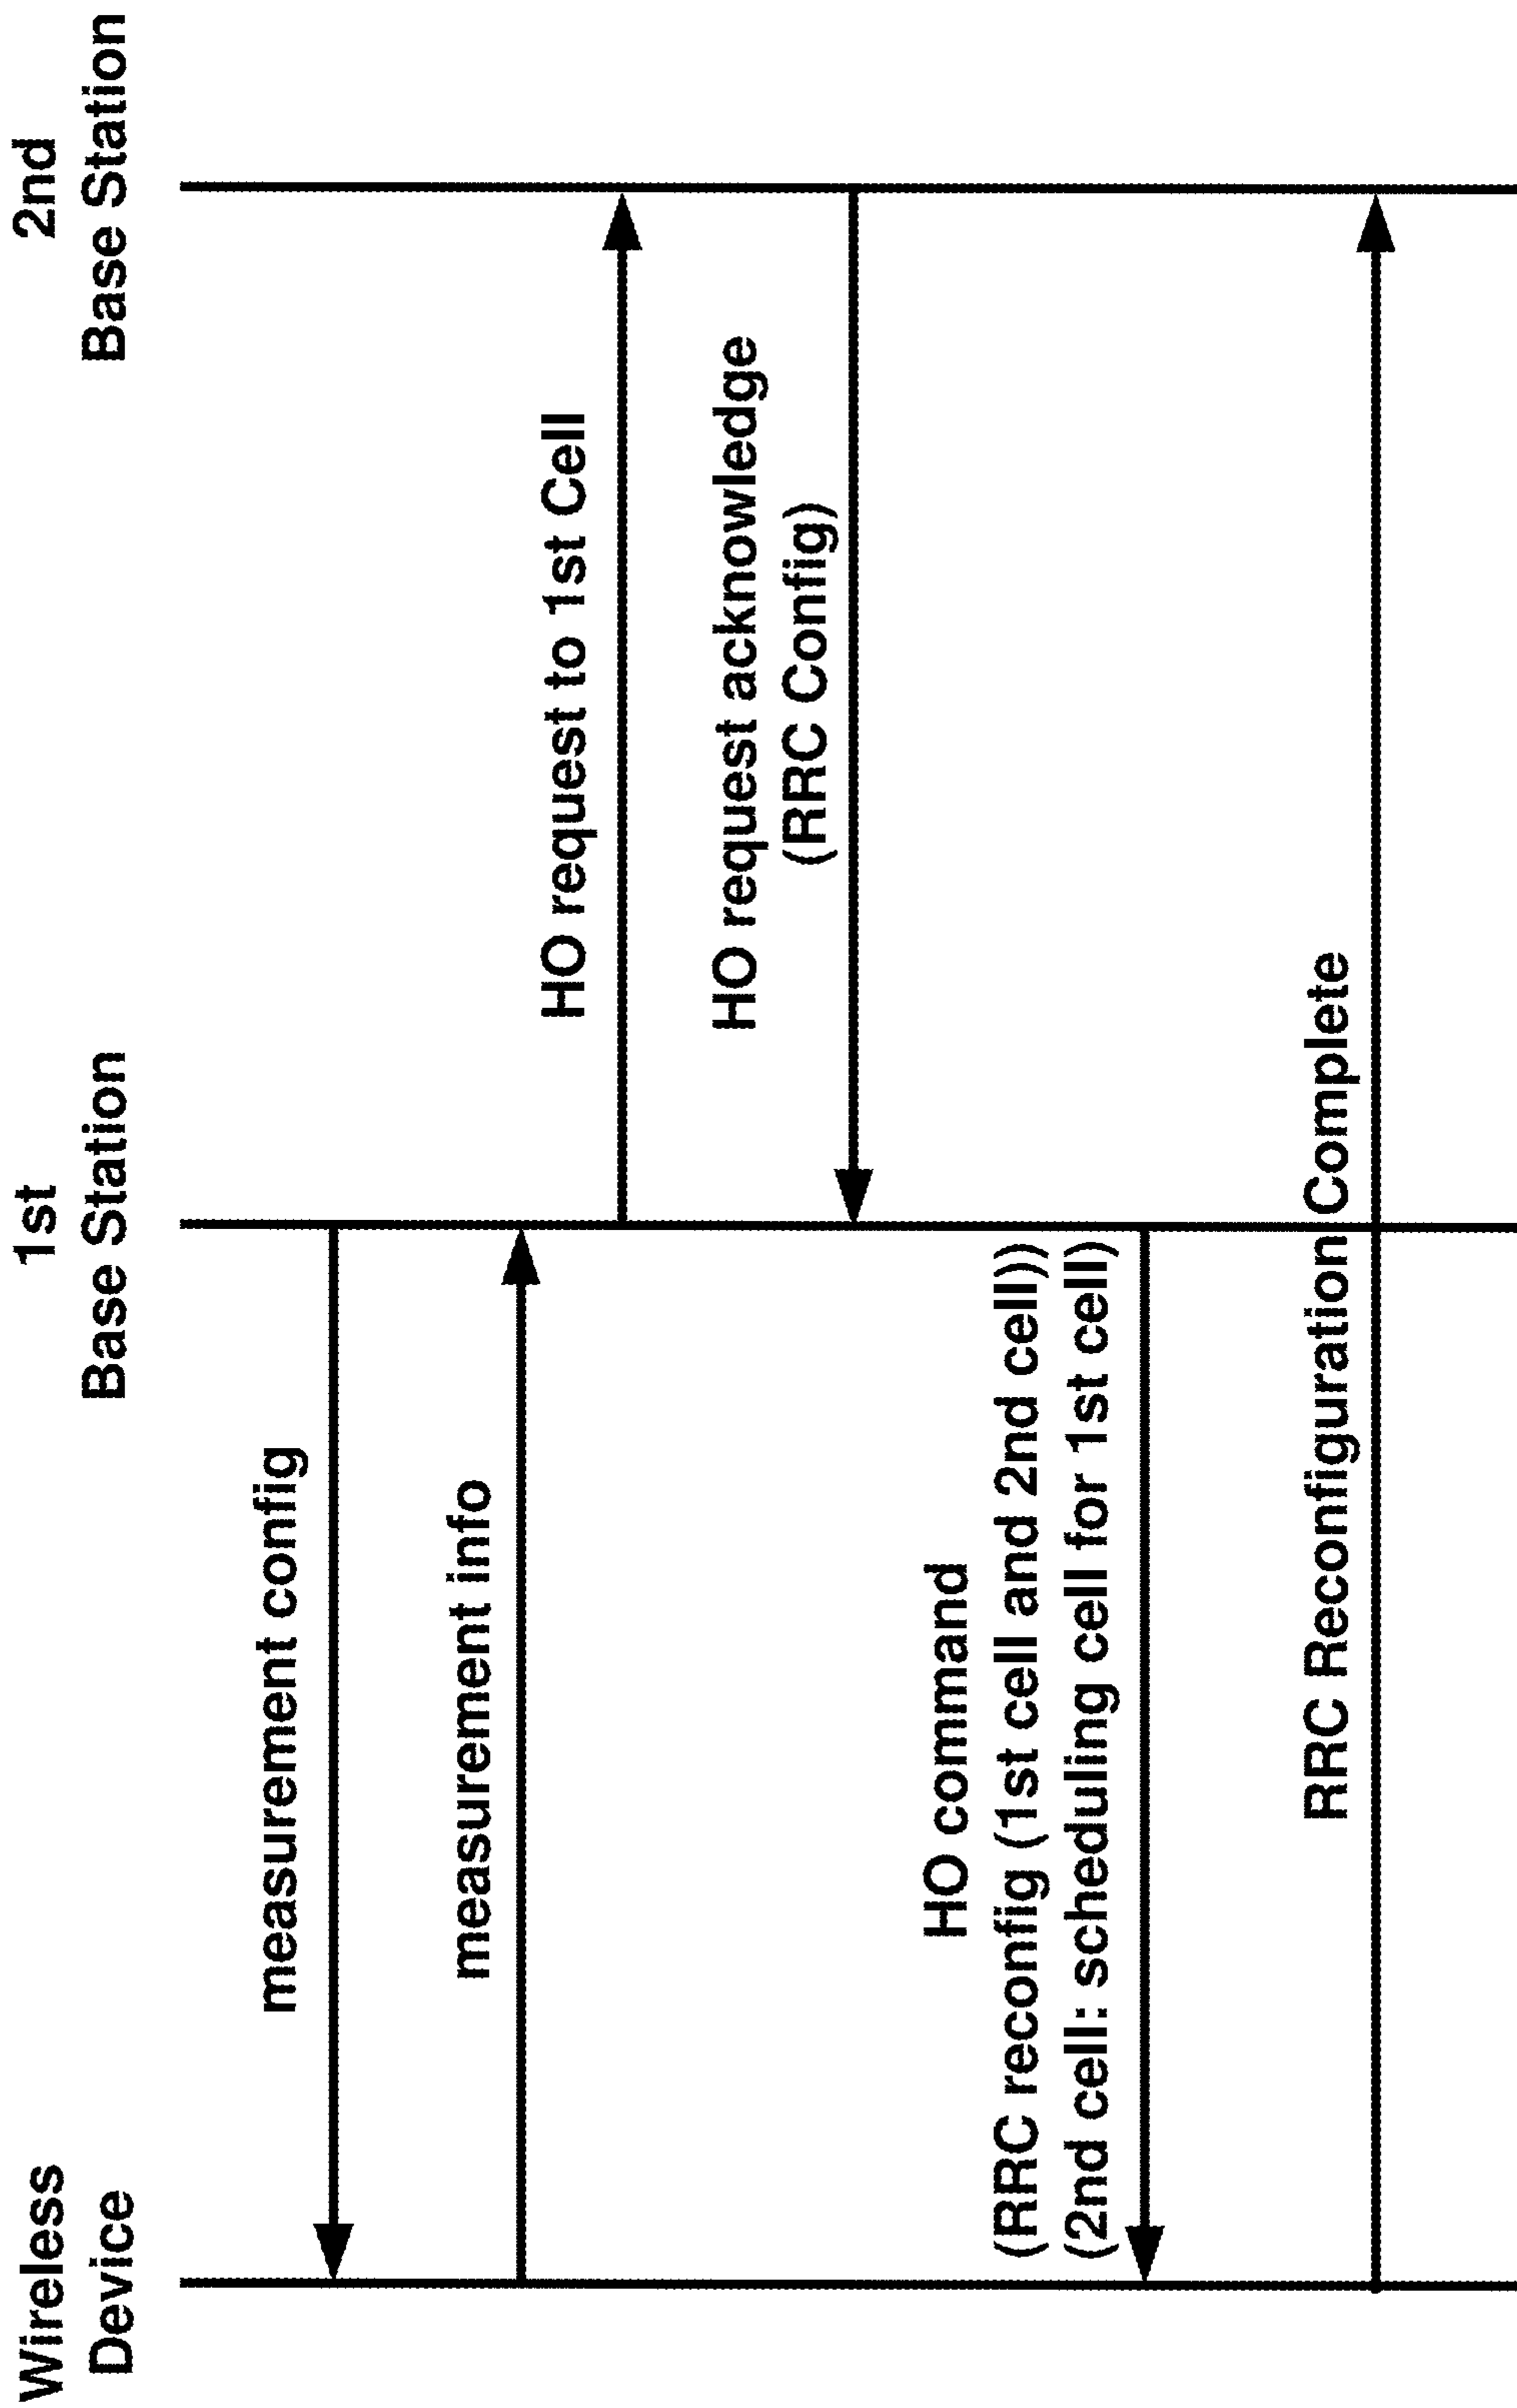 Wireless
Device
1st
Base Station
2nd
Base Station
measurement config
measurement info
HO request to 1st Cell
HO request acknowledge
(RRC Config)
HO command
(RRC reconfig (1st cell and 2nd cell))
(2nd cell: scheduling cell for 1st cell)
RRC Reconfiguration Complete